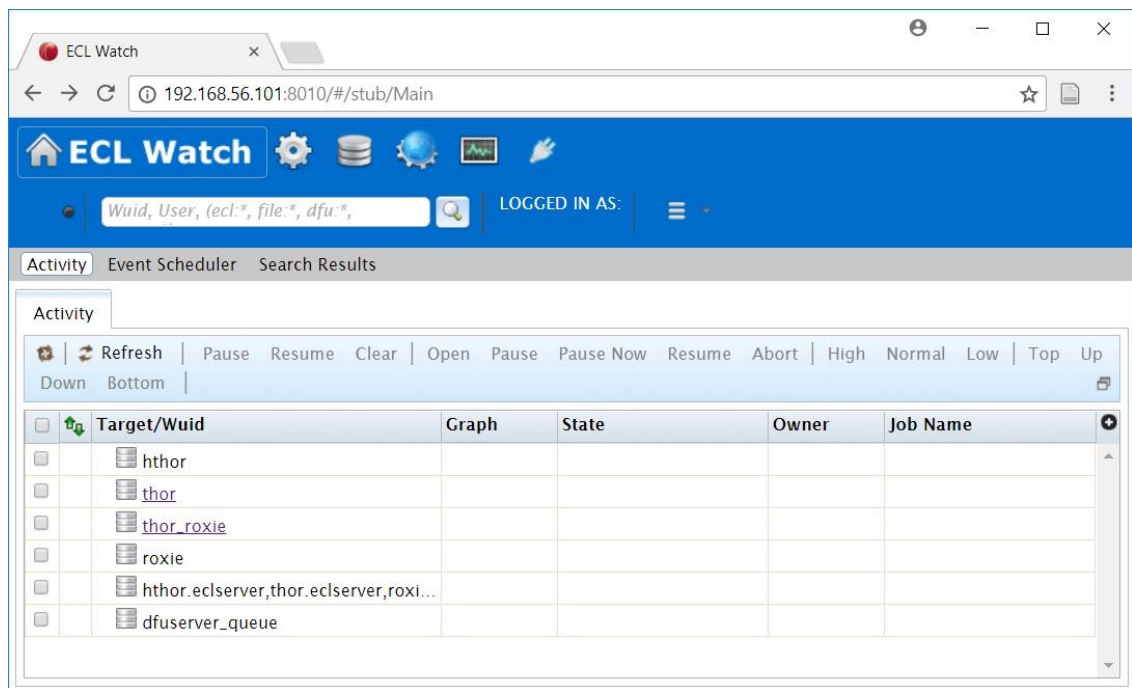 ECL Watch
192.168.56.101:8010/#/stub/Main
ECL Watch
Wuid, User, (ecl:*, file:*, dfu:*,
LOGGED IN AS:
Activity Event Scheduler Search Results
Activity
Refresh Pause Resume Clear Open Pause Pause Now Resume Abort High Normal Low Top Up
Down Bottom
Target/Wuid Graph State Owner Job Name
hthor
thor
thor_roxie
roxie
hthor.eclserver,thor.eclserver,roxi...
dfuserver_queue